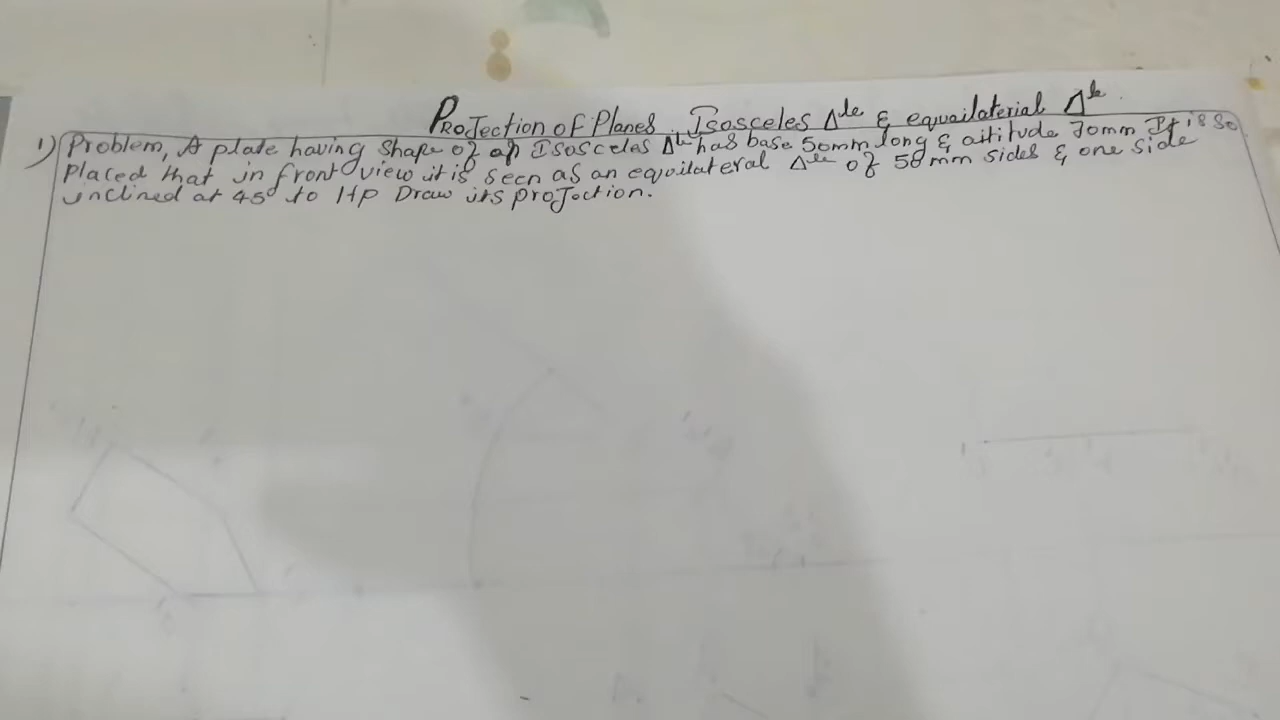 Projection of Planes, Isosceles Δle & equailaterial Δle.
1) Problem, A plate having shape of an Isosceles Δle has base 50mm long & altitude 70mm It is so
placed that in front view it is seen as an equilateral Δle of 50mm sides & one side
inclined at 45° to HP Draw its projection.